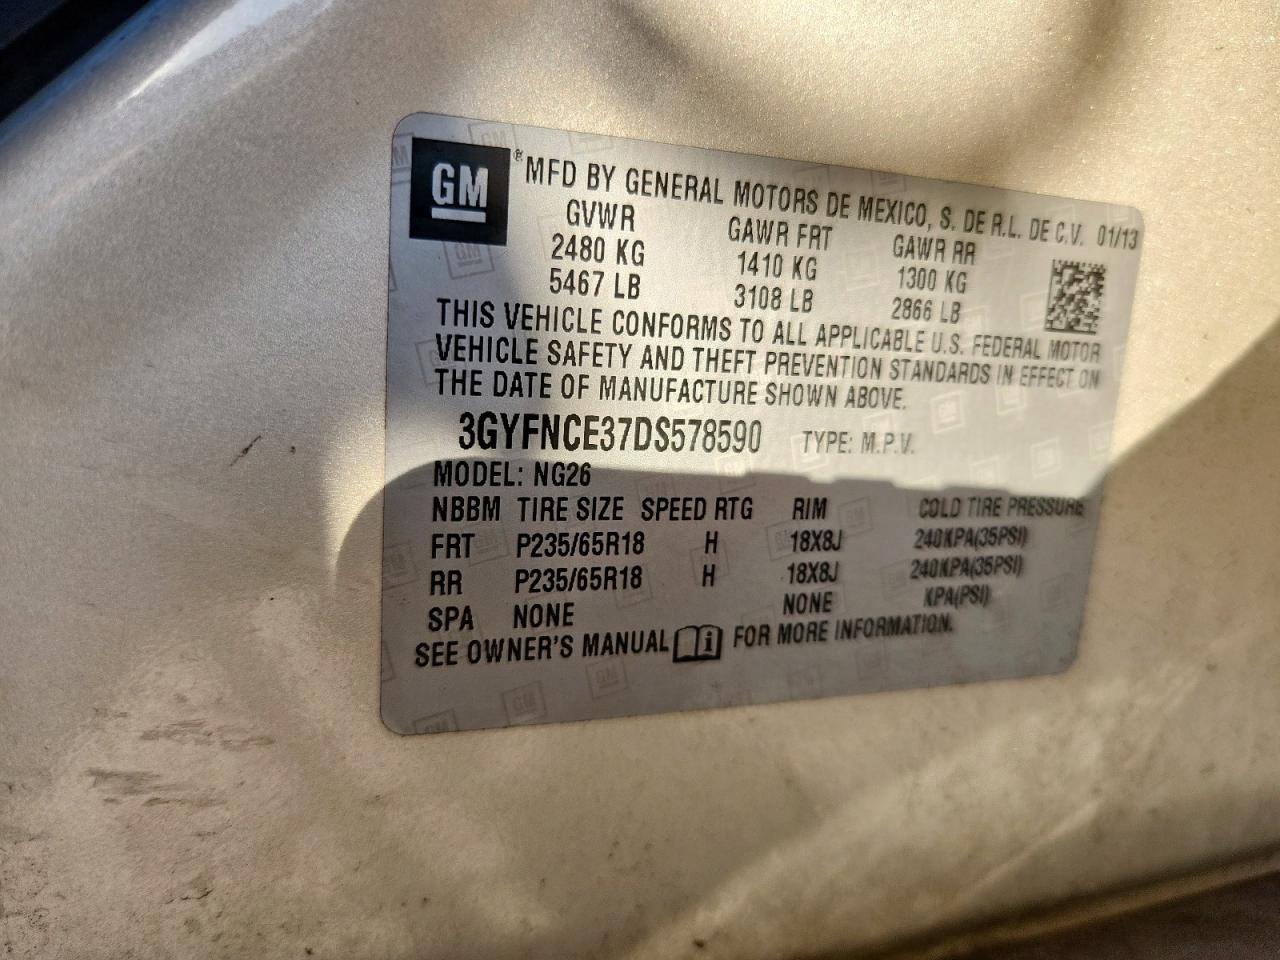 GM ® MFD BY GENERAL MOTORS DE MEXICO, S. DE R.L. DE C.V. 01/13
GVWR GAWR FRT GAWR RR
2480 KG 1410 KG 1300 KG
5467 LB 3108 LB 2866 LB
THIS VEHICLE CONFORMS TO ALL APPLICABLE U.S. FEDERAL MOTOR
VEHICLE SAFETY AND THEFT PREVENTION STANDARDS IN EFFECT ON
THE DATE OF MANUFACTURE SHOWN ABOVE.
3GYFNCE37DS578590 TYPE: M.P.V.
MODEL: NG26
NBBM TIRE SIZE SPEED RTG RIM COLD TIRE PRESSURE
FRT P235/65R18 H 18X8J 240KPA(35PSI)
RR P235/65R18 H 18X8J 240KPA(35PSI)
SPA NONE NONE KPA(PSI)
SEE OWNER'S MANUAL FOR MORE INFORMATION.